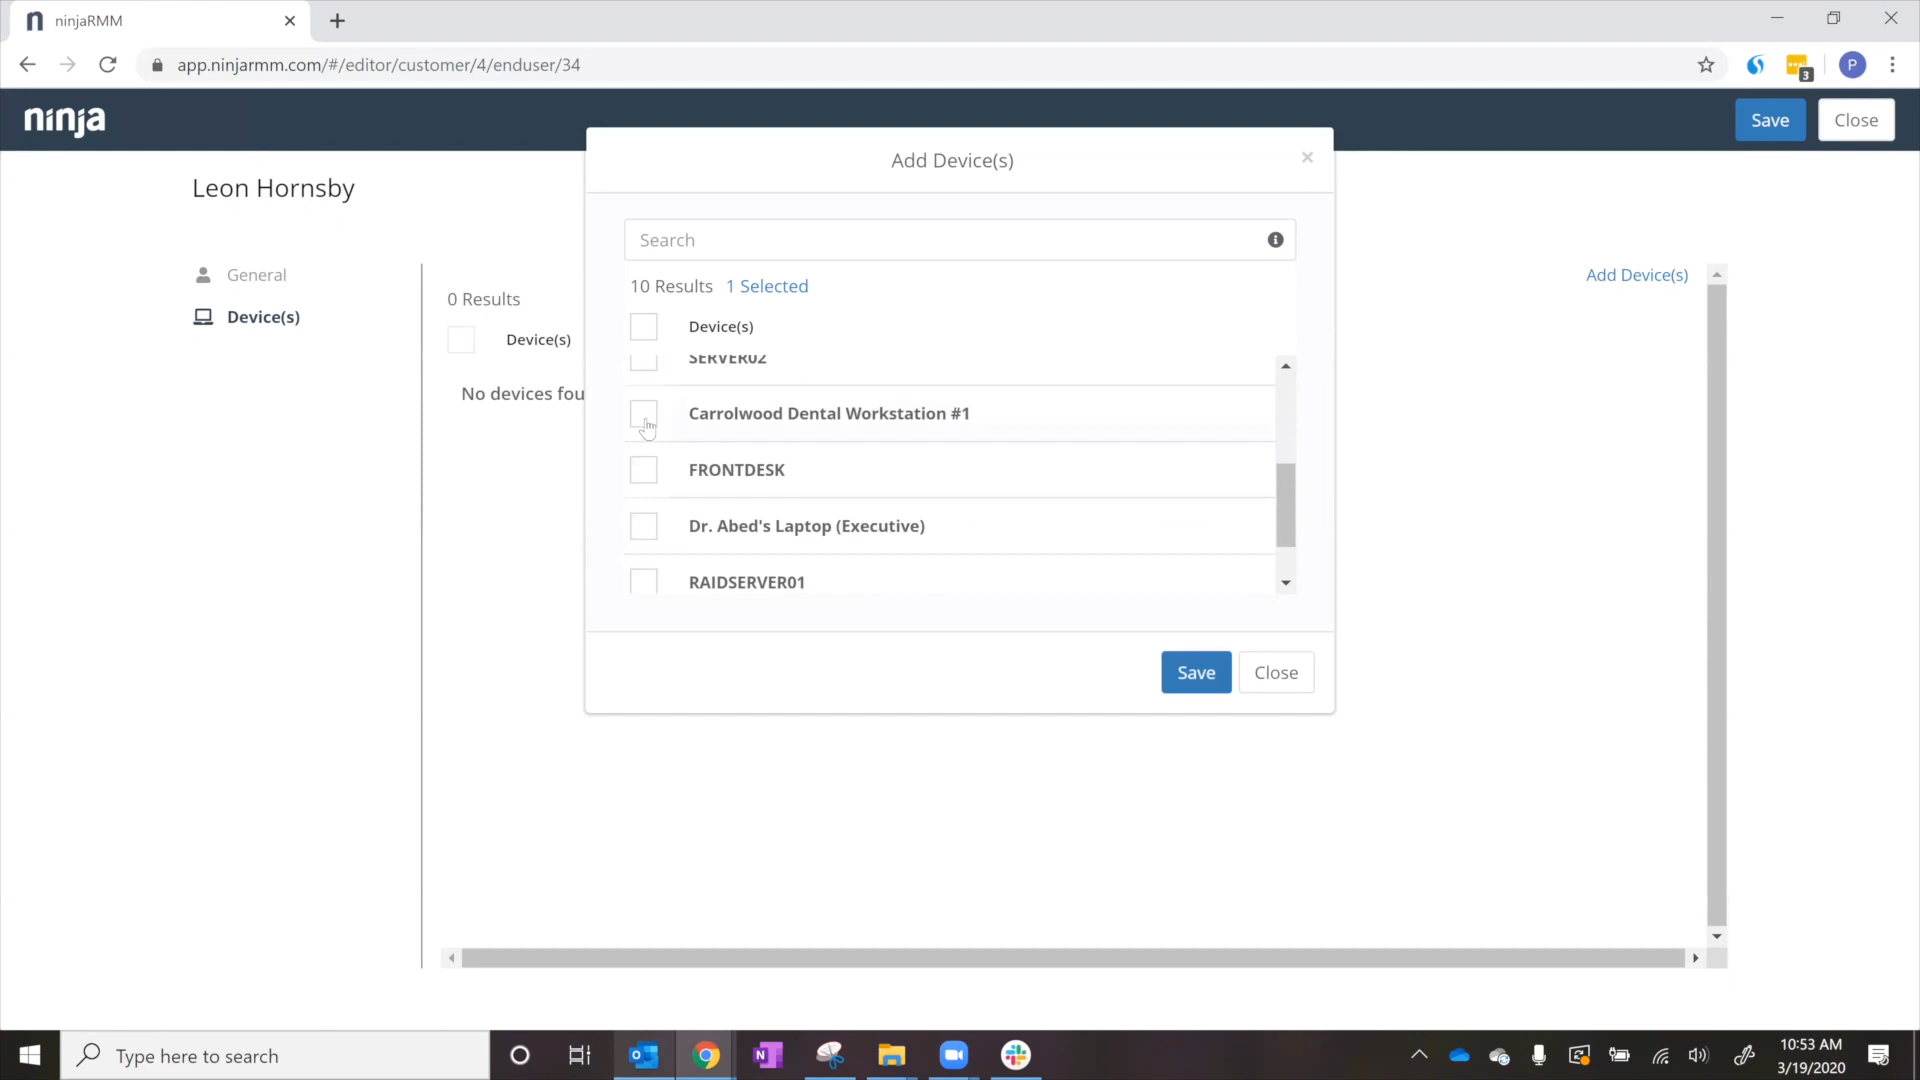 ninjaRMM
app.ninjarmm.com/#/editor/customer/4/enduser/34
3
P
ninja
Save
Close
Add Device(s)
Leon Hornsby
Search
General
Device(s)
10 Results 1 Selected
0 Results
Add Device(s)
Device(s)
Device(s)
SERVER02
No devices fou
Carrolwood Dental Workstation #1
FRONTDESK
Dr. Abed's Laptop (Executive)
RAIDSERVER01
Save
Close
Type here to search
10:53 AM
3/19/2020